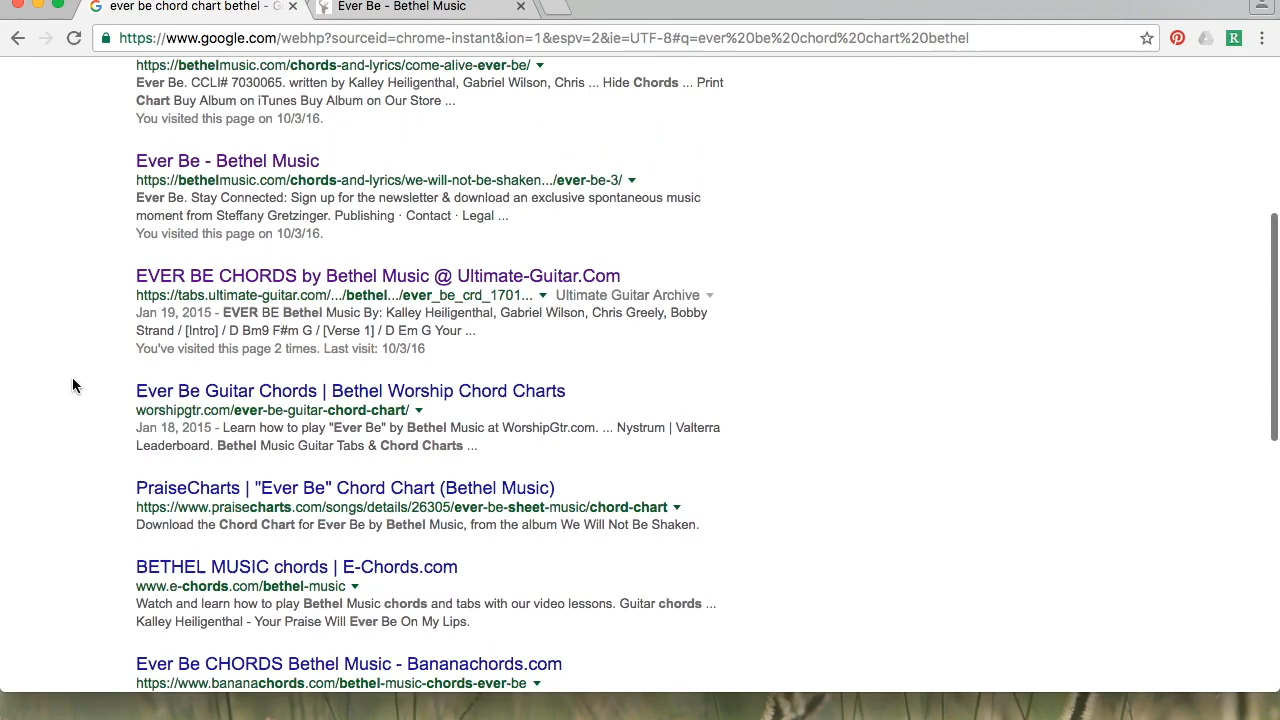 ever be chord chart bethel - G
Ever Be - Bethel Music
https://www.google.com/webhp?sourceid=chrome-instant&ion=1&espv=2&ie=UTF-8#q=ever%20be%20chord%20chart%20bethel
R
https://bethelmusic.com/chords-and-lyrics/come-alive-ever-be/
Ever Be. CCLI# 7030065. written by Kalley Heiligenthal, Gabriel Wilson, Chris ... Hide Chords ... Print
Chart Buy Album on iTunes Buy Album on Our Store ...
You visited this page on 10/3/16.
Ever Be - Bethel Music
https://bethelmusic.com/chords-and-lyrics/we-will-not-be-shaken.../ever-be-3/
Ever Be. Stay Connected: Sign up for the newsletter & download an exclusive spontaneous music
moment from Steffany Gretzinger. Publishing · Contact · Legal ...
You visited this page on 10/3/16.
EVER BE CHORDS by Bethel Music @ Ultimate-Guitar.Com
https://tabs.ultimate-guitar.com/.../bethel.../ever_be_crd_1701... Ultimate Guitar Archive
Jan 19, 2015 - EVER BE Bethel Music By: Kalley Heiligenthal, Gabriel Wilson, Chris Greely, Bobby
Strand / [Intro] / D Bm9 F#m G / [Verse 1] / D Em G Your ...
You've visited this page 2 times. Last visit: 10/3/16
Ever Be Guitar Chords | Bethel Worship Chord Charts
worshipgtr.com/ever-be-guitar-chord-chart/
Jan 18, 2015 - Learn how to play "Ever Be" by Bethel Music at WorshipGtr.com. ... Nystrum | Valterra
Leaderboard. Bethel Music Guitar Tabs & Chord Charts ...
PraiseCharts | "Ever Be" Chord Chart (Bethel Music)
https://www.praisecharts.com/songs/details/26305/ever-be-sheet-music/chord-chart
Download the Chord Chart for Ever Be by Bethel Music, from the album We Will Not Be Shaken.
BETHEL MUSIC chords | E-Chords.com
www.e-chords.com/bethel-music
Watch and learn how to play Bethel Music chords and tabs with our video lessons. Guitar chords ...
Kalley Heiligenthal - Your Praise Will Ever Be On My Lips.
Ever Be CHORDS Bethel Music - Bananachords.com
https://www.bananachords.com/bethel-music-chords-ever-be